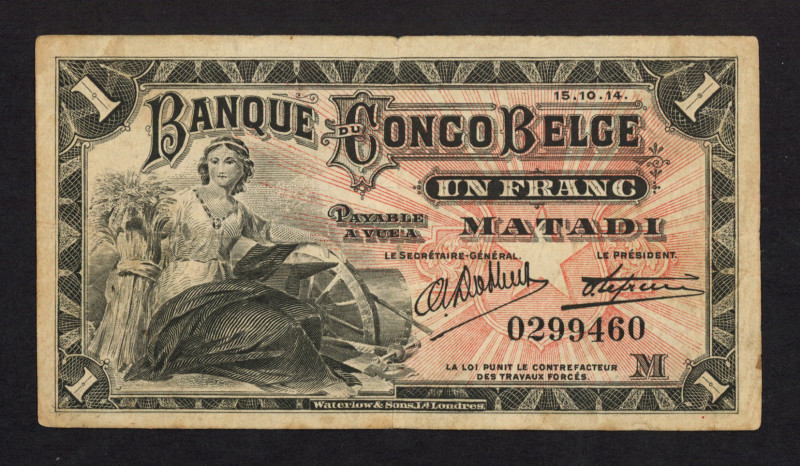 1 1
15.10.14.
BANQUE DU CONGO BELGE
UN FRANC
PAYABLE A VUE A MATADI
LE SECRÉTAIRE-GÉNÉRAL. LE PRÉSIDENT.
0299460
LA LOI PUNIT LE CONTREFACTEUR
DES TRAVAUX FORCÉS. M
1 1
Waterlow & Sons, Ld. Londres.